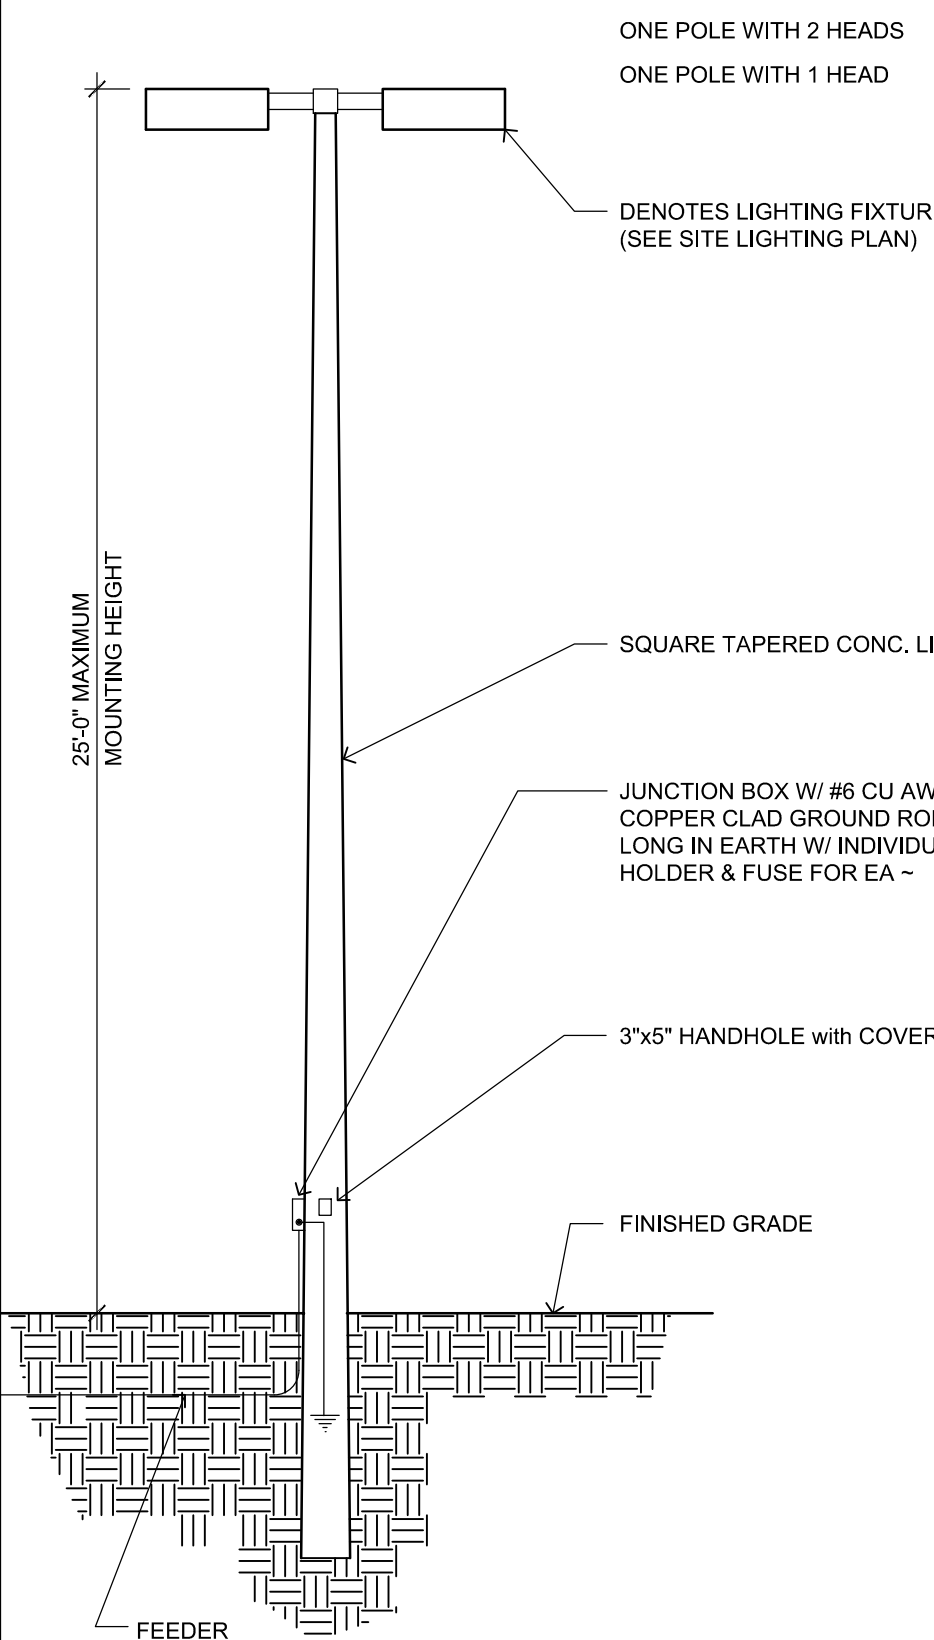 ONE POLE WITH 2 HEADS
ONE POLE WITH 1 HEAD
DENOTES LIGHTING FIXTUR
(SEE SITE LIGHTING PLAN)
25'-0" MAXIMUM
MOUNTING HEIGHT
SQUARE TAPERED CONC. LI
JUNCTION BOX W/ #6 CU AW
COPPER CLAD GROUND RO
LONG IN EARTH W/ INDIVIDU
HOLDER & FUSE FOR EA ~
3"x5" HANDHOLE with COVER
FINISHED GRADE
FEEDER